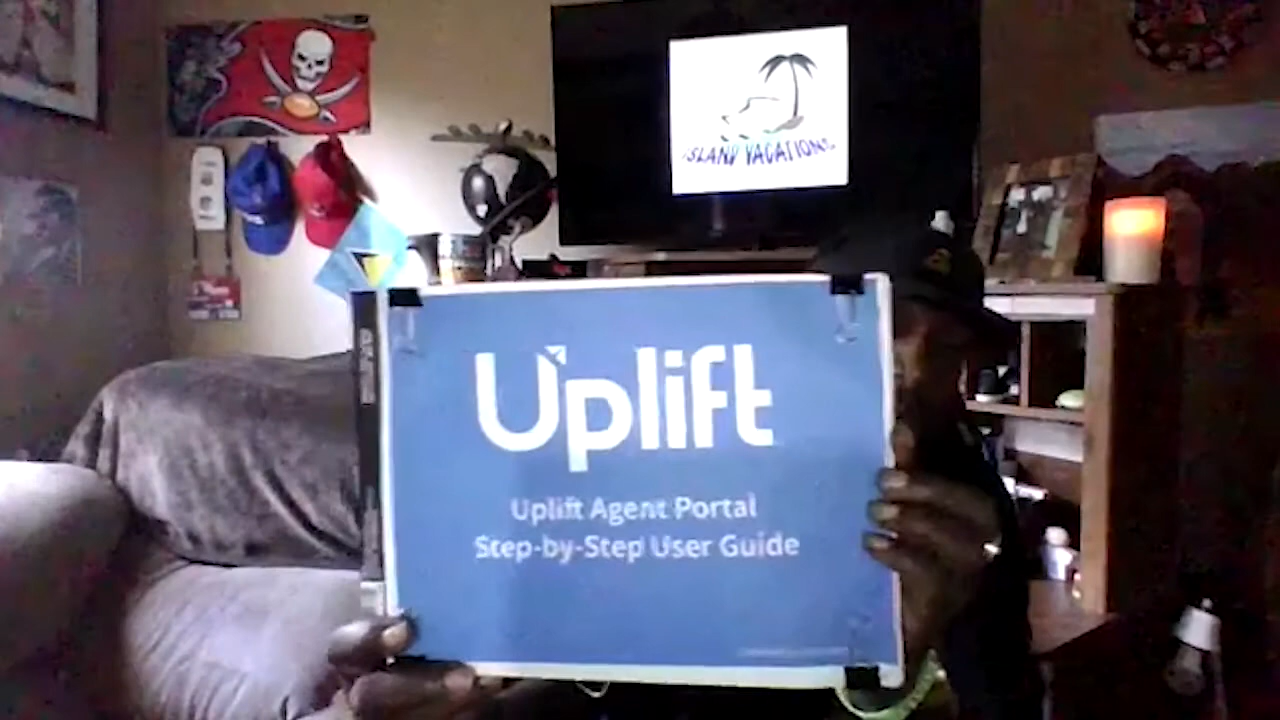 ISLAND VACATIONS
Uplift
Uplift Agent Portal
Step-by-Step User Guide